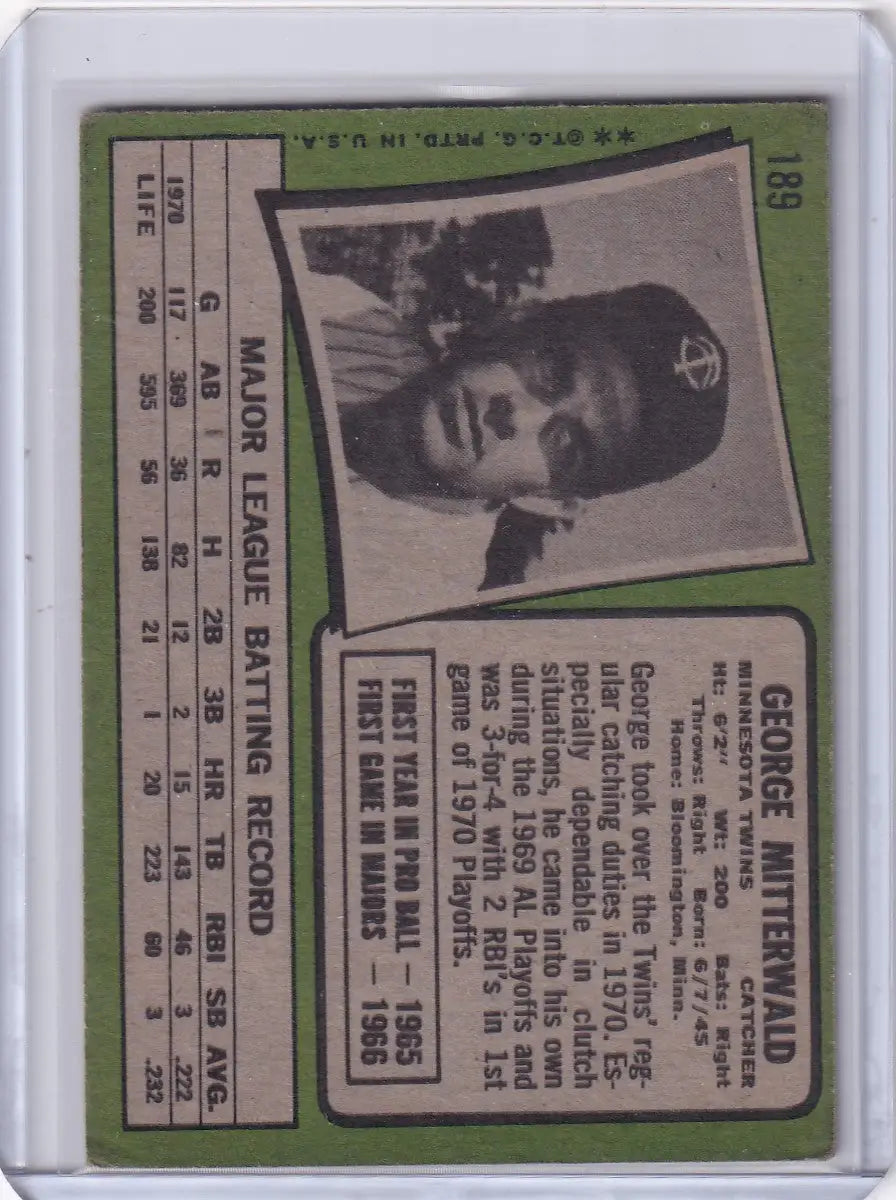 189
**©T.C.G. PRTD. IN U.S.A.
GEORGE MITTERWALD
MINNESOTA TWINS CATCHER
Ht: 6'2" Wt: 200 Bats: Right
Throws: Right Born: 6/7/45
Home: Bloomington, Minn.
George took over the Twins' reg-
ular catching duties in 1970. Es-
pecially dependable in clutch
situations, he came into his own
during the 1969 AL Playoffs and
was 3-for-4 with 2 RBI's in 1st
game of 1970 Playoffs.
FIRST YEAR IN PRO BALL — 1965
FIRST GAME IN MAJORS — 1966
MAJOR LEAGUE BATTING RECORD
G AB R H 2B 3B HR TB RBI SB AVG.
1970 117 369 36 82 12 2 15 143 46 3 .222
LIFE 200 595 56 138 21 1 20 223 60 3 .232